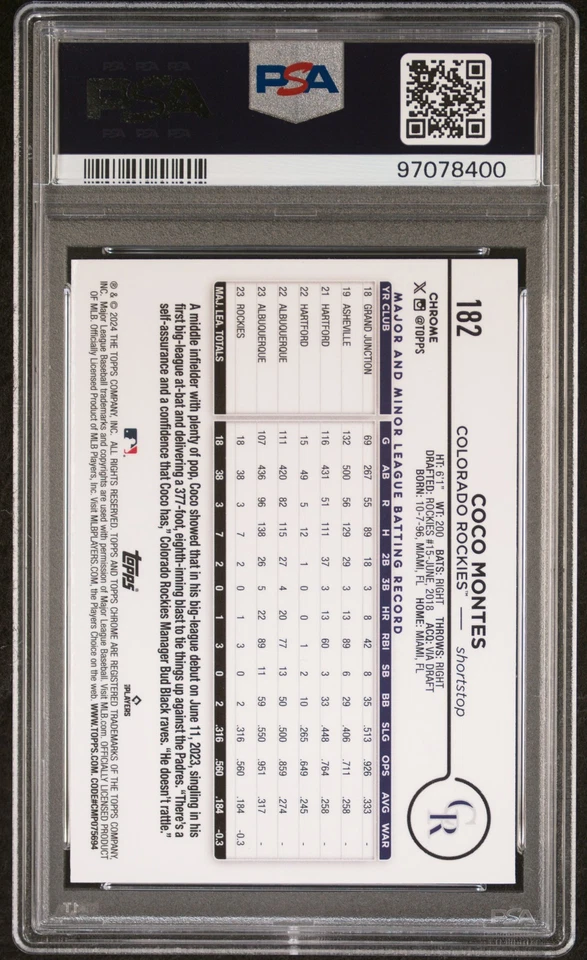 PSA
97078400
182
CHROME
@TOPPS
COCO MONTES
COLORADO ROCKIES™ — shortstop
HT: 6'1" WT: 200 BATS: RIGHT THROWS: RIGHT
DRAFTED: ROCKIES #15-JUNE, 2018 ACQ: VIA DRAFT
BORN: 10-7-96, MIAMI, FL HOME: MIAMI, FL
CR
MAJOR AND MINOR LEAGUE BATTING RECORD
YR CLUB G AB R H 2B 3B HR RBI SB BB SLG OPS AVG WAR
18 GRAND JUNCTION 69 267 55 89 18 3 8 42 8 35 .513 .926 .333 -
19 ASHEVILLE 132 500 56 129 29 3 13 89 6 29 .406 .711 .258 -
21 HARTFORD 116 431 51 111 37 3 13 60 3 33 .448 .764 .258 -
22 HARTFORD 15 49 5 12 1 0 0 1 2 10 .265 .649 .245 -
22 ALBUQUERQUE 111 420 82 115 27 4 20 77 13 50 .500 .859 .274 -
23 ALBUQUERQUE 107 436 96 138 26 5 22 89 11 59 .550 .951 .317 -
23 ROCKIES 18 38 3 7 2 0 1 3 0 2 .316 .560 .184 -0.3
MAJ. LEA. TOTALS 18 38 3 7 2 0 1 3 0 2 .316 .560 .184 -0.3
A middle infielder with plenty of pop, Coco showed that in his big-league debut on June 11, 2023, singling in his
first big-league at-bat and delivering a 377-foot, eighth-inning blast to tie things up against the Padres. "There's a
self-assurance and a confidence that Coco has," Colorado Rockies Manager Bud Black raves. "He doesn't rattle."
topps
PLAYERS
® & © 2024 THE TOPPS COMPANY, INC. ALL RIGHTS RESERVED. TOPPS AND TOPPS CHROME ARE REGISTERED TRADEMARKS OF THE TOPPS COMPANY,
INC. Major League Baseball trademarks and copyrights are used with permission of Major League Baseball. Visit MLB.com. OFFICIALLY LICENSED PRODUCT
OF MLB. Officially Licensed Product of MLB Players, Inc. Visit MLBPLAYERS.COM, the Players Choice on the web. WWW.TOPPS.COM. CODE#CMP075694